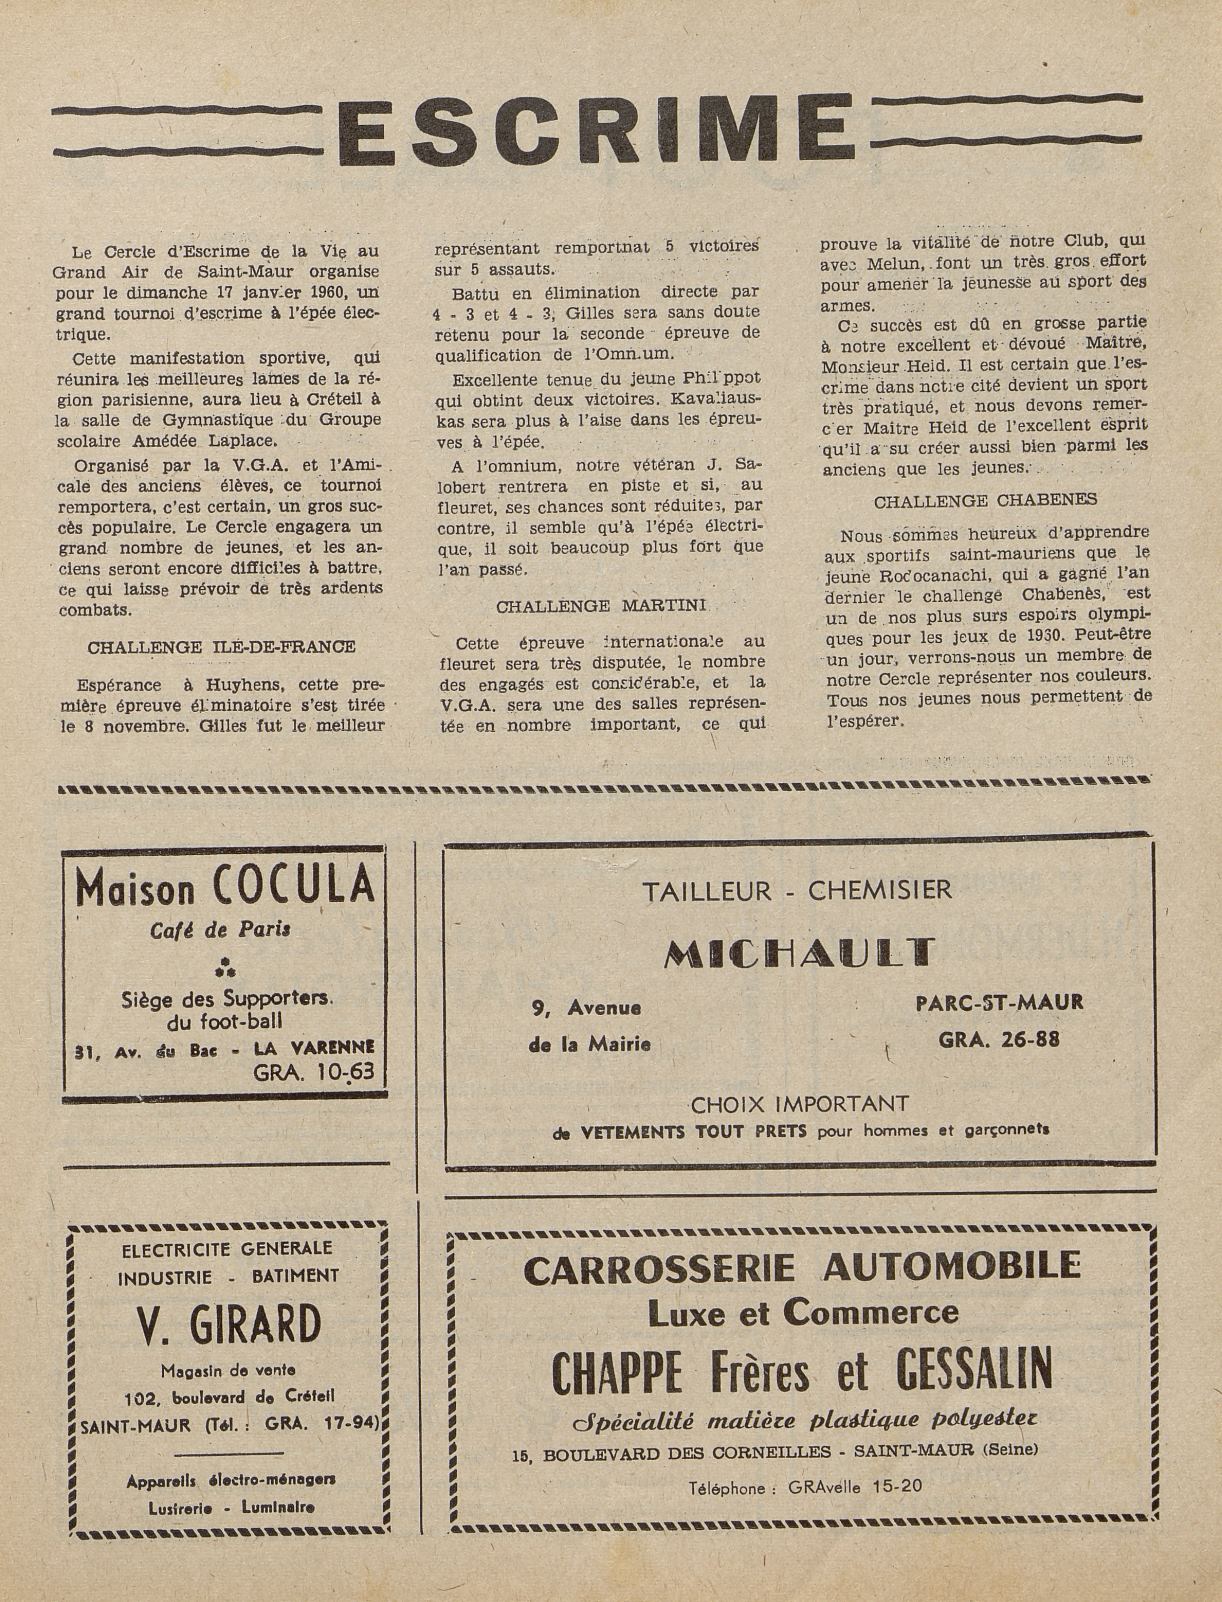 ESCRIME
Le Cercle d'Escrime de la Vie au
Grand Air de Saint-Maur organise
pour le dimanche 17 janvier 1960, un
grand tournoi d'escrime à l'épée élec-
trique.
Cette manifestation sportive, qui
réunira les meilleures lames de la ré-
gion parisienne, aura lieu à Créteil à
la salle de Gymnastique du Groupe
scolaire Amédée Laplace.
Organisé par la V.G.A. et l'Ami-
cale des anciens élèves, ce tournoi
remportera, c'est certain, un gros suc-
cès populaire. Le Cercle engagera un
grand nombre de jeunes, et les an-
ciens seront encore difficiles à battre,
ce qui laisse prévoir de très ardents
combats.
CHALLENGE ILE-DE-FRANCE
Espérance à Huyhens, cette pre-
mière épreuve éliminatoire s'est tirée
le 8 novembre. Gilles fut le meilleur
représentant remportnat 5 victoires
sur 5 assauts.
Battu en élimination directe par
4 - 3 et 4 - 3, Gilles sera sans doute
retenu pour la seconde épreuve de
qualification de l'Omnium.
Excellente tenue du jeune Philippot
qui obtint deux victoires. Kavaliaus-
kas sera plus à l'aise dans les épreu-
ves à l'épée.
A l'omnium, notre vétéran J. Sa-
lobert rentrera en piste et si, au
fleuret, ses chances sont réduites, par
contre, il semble qu'à l'épée électri-
que, il soit beaucoup plus fort que
l'an passé.
CHALLENGE MARTINI
Cette épreuve internationale au
fleuret sera très disputée, le nombre
des engagés est considérable, et la
V.G.A. sera une des salles représen-
tée en nombre important, ce qui
prouve la vitalité de notre Club, qui
avec Melun, font un très gros effort
pour amener la jeunesse au sport des
armes.
Ce succès est dû en grosse partie
à notre excellent et dévoué Maître,
Monsieur Heid. Il est certain que l'es-
crime dans notre cité devient un sport
très pratiqué, et nous devons remer-
cier Maître Heid de l'excellent esprit
qu'il a su créer aussi bien parmi les
anciens que les jeunes.
CHALLENGE CHABENES
Nous sommes heureux d'apprendre
aux sportifs saint-mauriens que le
jeune Rodocanachi, qui a gagné l'an
dernier le challenge Chabenès, est
un de nos plus surs espoirs olympi-
ques pour les jeux de 1960. Peut-être
un jour, verrons-nous un membre de
notre Cercle représenter nos couleurs.
Tous nos jeunes nous permettent de
l'espérer.
Maison COCULA
Café de Paris
Siège des Supporters
du foot-ball
31, Av. du Bac - LA VARENNE
GRA. 10-63
TAILLEUR - CHEMISIER
MICHAULT
9, Avenue
de la Mairie
PARC-ST-MAUR
GRA. 26-88
CHOIX IMPORTANT
de VETEMENTS TOUT PRETS pour hommes et garçonnets
ELECTRICITE GENERALE
INDUSTRIE - BATIMENT
V. GIRARD
Magasin de vente
102, boulevard de Créteil
SAINT-MAUR (Tél. : GRA. 17-94)
Appareils électro-ménagers
Lustrerie - Luminaire
CARROSSERIE AUTOMOBILE
Luxe et Commerce
CHAPPE Frères et GESSALIN
Spécialité matière plastique polyester
15, BOULEVARD DES CORNEILLES - SAINT-MAUR (Seine)
Téléphone : GRAvelle 15-20